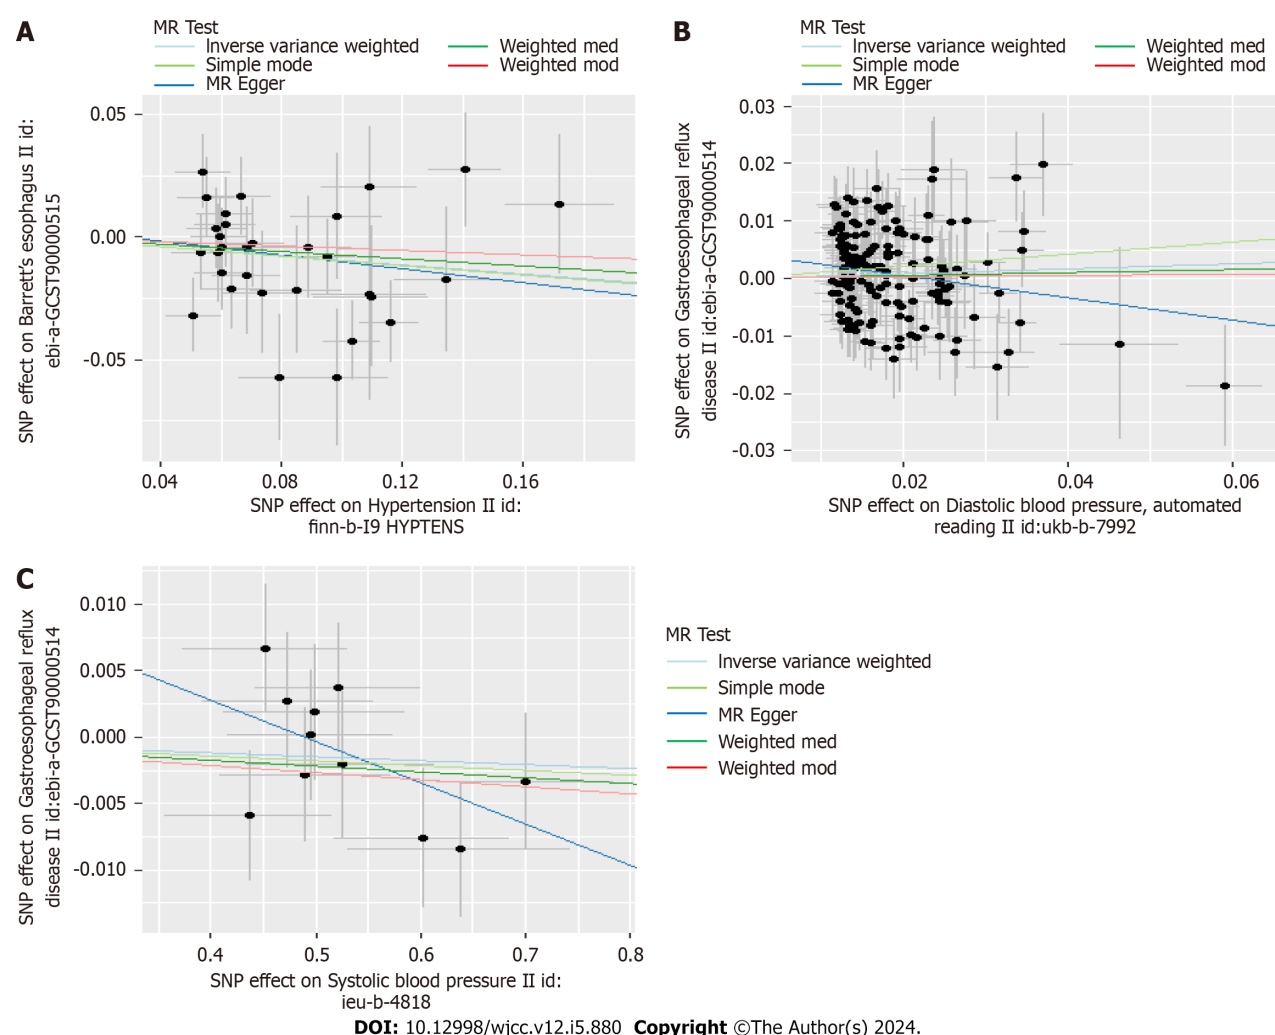 A
MR Test
Inverse variance weighted
Weighted med
Simple mode
Weighted mod
MR Egger
SNP effect on Barrett's esophagus II id:
ebi-a-GCST900000515
0.05
0.00
-0.05
0.04
0.08
0.12
0.16
SNP effect on Hypertension II id:
finn-b-I9 HYPTENS
B
MR Test
Inverse variance weighted
Weighted med
Simple mode
Weighted mod
MR Egger
SNP effect on Gastroesophageal reflux
disease II id:ebi-a-GCST90000514
0.03
0.02
0.01
0.00
-0.01
-0.02
-0.03
0.02
0.04
0.06
SNP effect on Diastolic blood pressure, automated
reading II id:ukb-b-7992
C
SNP effect on Gastroesophageal reflux
disease II id:ebi-a-GCST90000514
0.010
0.005
0.000
-0.005
-0.010
0.4
0.5
0.6
0.7
0.8
SNP effect on Systolic blood pressure II id:
ieu-b-4818
MR Test
Inverse variance weighted
Simple mode
MR Egger
Weighted med
Weighted mod
DOI: 10.12998/wjcc.v12.i5.880 Copyright ©The Author(s) 2024.